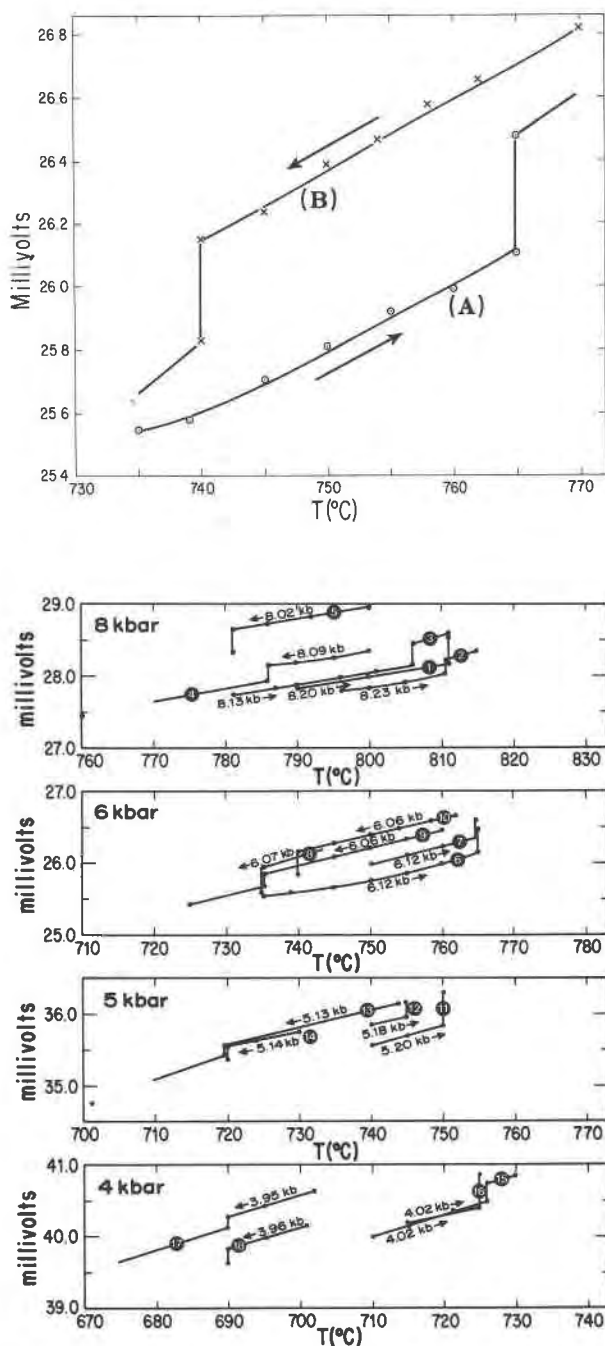 26.8
26.6
26.4
(B)
26.2
Millivolts
26.0
(A)
25.8
25.6
25.4
730 740 750 760 770
T(°C)
8 kbar
29.0
8.02 kb 5
3
8.09 kb
28.0
1 2
4
8.13 kb 8.20 kb 8.23 kb
27.0
millivolts
760 770 780 790 800 810 820 830
T(°C)
6 kbar
27.0
6.06 kb 10
6.07 kb 8 6.06 kb 9
26.0
6.12 kb 7
6.12 kb 6
25.0
millivolts
710 720 730 740 750 760 770 780
T(°C)
5 kbar
36.0
5.13 kb 13 12 11
5.14 kb 14 5.18 kb
5.20 kb
35.0
millivolts
700 710 720 730 740 750 760 770
T(°C)
4 kbar
41.0
3.95 kb 16 15
4.02 kb
40.0
17 18 3.96 kb 4.02 kb
39.0
millivolts
670 680 690 700 710 720 730 740
T(°C)